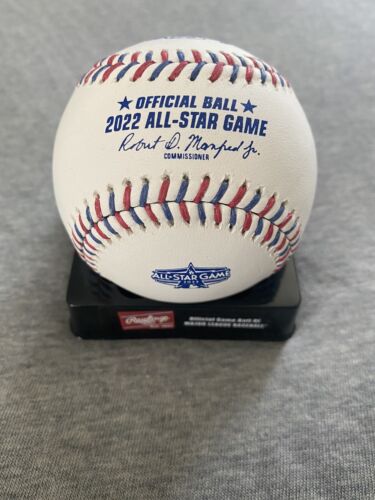 ★ OFFICIAL BALL ★
2022 ALL-STAR GAME
Robert D. Manfred Jr.
COMMISSIONER
ALL-STAR GAME
2022
Rawlings
Official Game Ball of
MAJOR LEAGUE BASEBALL